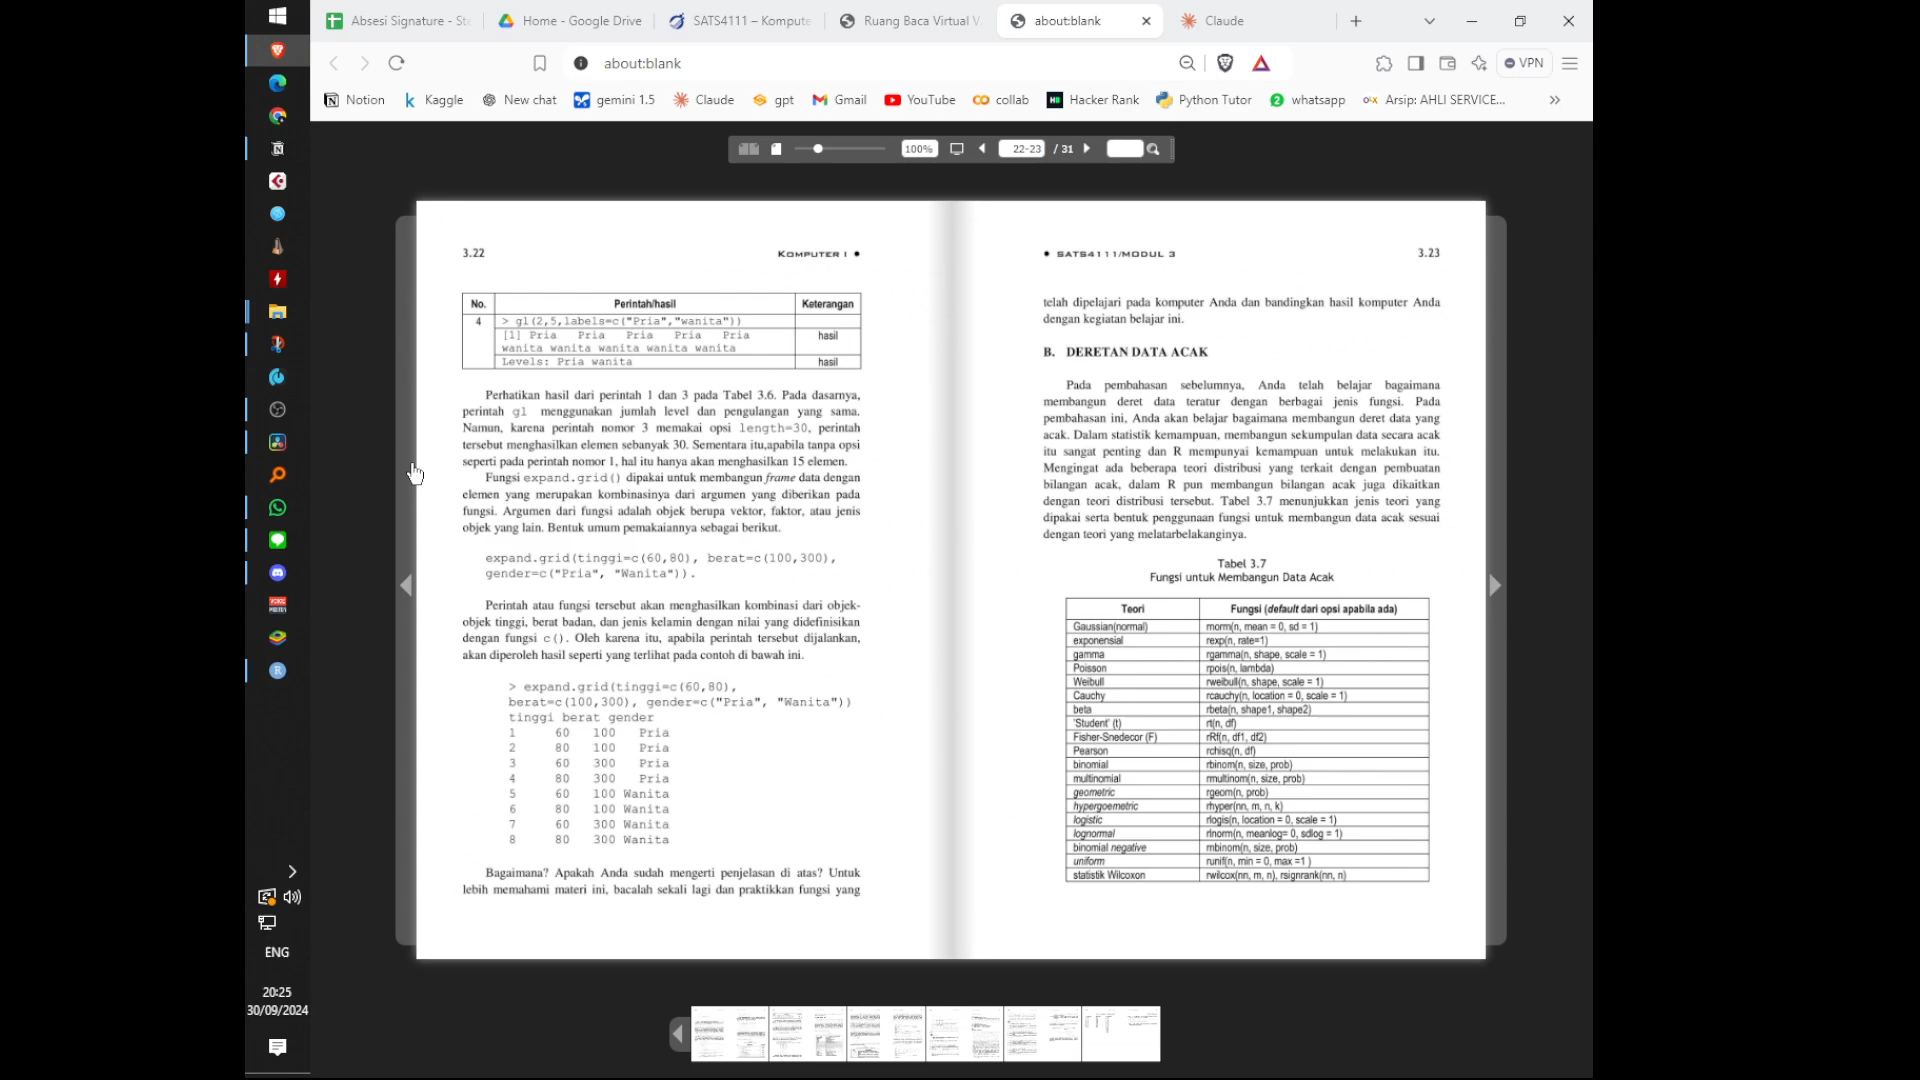 Absesi Signature - Ste
Home - Google Drive
SATS4111 – Kompute
Ruang Baca Virtual V
about:blank
Claude
about:blank
VPN
Notion
Kaggle
New chat
gemini 1.5
Claude
gpt
Gmail
YouTube
collab
Hacker Rank
Python Tutor
whatsapp
Arsip: AHLI SERVICE...
100%
22-23
/ 31
3.22
KOMPUTER I ●
No. Perintah/hasil Keterangan
4 > gl(2,5,labels=c("Pria","wanita"))
[1] Pria Pria Pria Pria Pria hasil
wanita wanita wanita wanita wanita
Levels: Pria wanita hasil
Perhatikan hasil dari perintah 1 dan 3 pada Tabel 3.6. Pada dasarnya,
perintah gl menggunakan jumlah level dan pengulangan yang sama.
Namun, karena perintah nomor 3 memakai opsi length=30, perintah
tersebut menghasilkan elemen sebanyak 30. Sementara itu,apabila tanpa opsi
seperti pada perintah nomor 1, hal itu hanya akan menghasilkan 15 elemen.
Fungsi expand.grid() dipakai untuk membangun frame data dengan
elemen yang merupakan kombinasinya dari argumen yang diberikan pada
fungsi. Argumen dari fungsi adalah objek berupa vektor, faktor, atau jenis
objek yang lain. Bentuk umum pemakaiannya sebagai berikut.
expand.grid(tinggi=c(60,80), berat=c(100,300),
gender=c("Pria", "Wanita")).
Perintah atau fungsi tersebut akan menghasilkan kombinasi dari objek-
objek tinggi, berat badan, dan jenis kelamin dengan nilai yang didefinisikan
dengan fungsi c(). Oleh karena itu, apabila perintah tersebut dijalankan,
akan diperoleh hasil seperti yang terlihat pada contoh di bawah ini.
> expand.grid(tinggi=c(60,80),
berat=c(100,300), gender=c("Pria", "Wanita"))
tinggi berat gender
1 60 100 Pria
2 80 100 Pria
3 60 300 Pria
4 80 300 Pria
5 60 100 Wanita
6 80 100 Wanita
7 60 300 Wanita
8 80 300 Wanita
Bagaimana? Apakah Anda sudah mengerti penjelasan di atas? Untuk
lebih memahami materi ini, bacalah sekali lagi dan praktikkan fungsi yang
● SATS4111/MODUL 3
3.23
telah dipelajari pada komputer Anda dan bandingkan hasil komputer Anda
dengan kegiatan belajar ini.
B. DERETAN DATA ACAK
Pada pembahasan sebelumnya, Anda telah belajar bagaimana
membangun deret data teratur dengan berbagai jenis fungsi. Pada
pembahasan ini, Anda akan belajar bagaimana membangun deret data yang
acak. Dalam statistik kemampuan, membangun sekumpulan data secara acak
itu sangat penting dan R mempunyai kemampuan untuk melakukan itu.
Mengingat ada beberapa teori distribusi yang terkait dengan pembuatan
bilangan acak, dalam R pun membangun bilangan acak juga dikaitkan
dengan teori distribusi tersebut. Tabel 3.7 menunjukkan jenis teori yang
dipakai serta bentuk penggunaan fungsi untuk membangun data acak sesuai
dengan teori yang melatarbelakanginya.
Tabel 3.7
Fungsi untuk Membangun Data Acak
Teori Fungsi (default dari opsi apabila ada)
Gaussian(normal) rnorm(n, mean = 0, sd = 1)
exponensial rexp(n, rate=1)
gamma rgamma(n, shape, scale = 1)
Poisson rpois(n, lambda)
Weibull rweibull(n, shape, scale = 1)
Cauchy rcauchy(n, location = 0, scale = 1)
beta rbeta(n, shape1, shape2)
'Student' (t) rt(n, df)
Fisher-Snedecor (F) rRf(n, df1, df2)
Pearson rchisq(n, df)
binomial rbinom(n, size, prob)
multinomial rmultinom(n, size, prob)
geometric rgeom(n, prob)
hypergoemetric rhyper(nn, m, n, k)
logistic rlogis(n, location = 0, scale = 1)
lognormal rlnorm(n, meanlog= 0, sdlog = 1)
binomial negative rnbinom(n, size, prob)
uniform runif(n, min = 0, max =1 )
statistik Wilcoxon rwilcox(nn, m, n), rsignrank(nn, n)
ENG
20:25
30/09/2024